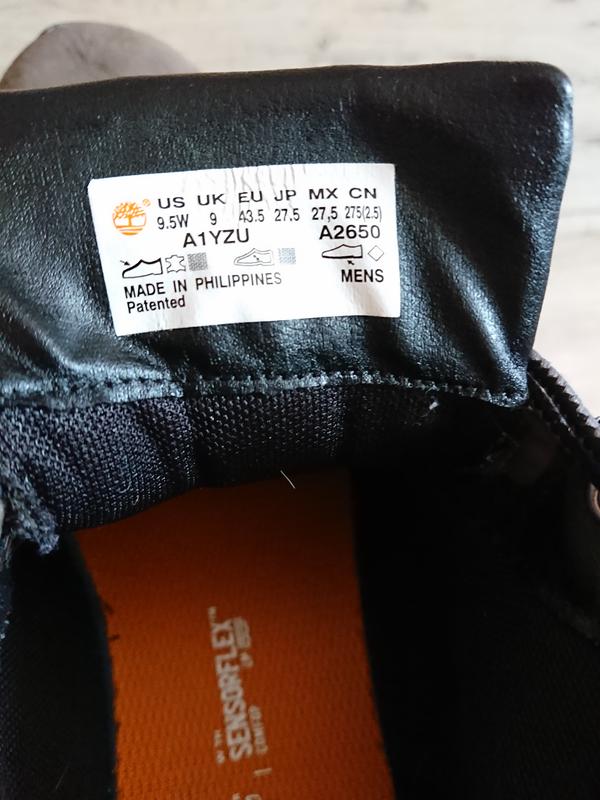 US UK EU JP MX CN
9.5W 9 43.5 27.5 27,5 275(2.5)
A1YZU A2650
MADE IN PHILIPPINES MENS
Patented
SENSORFLEX™